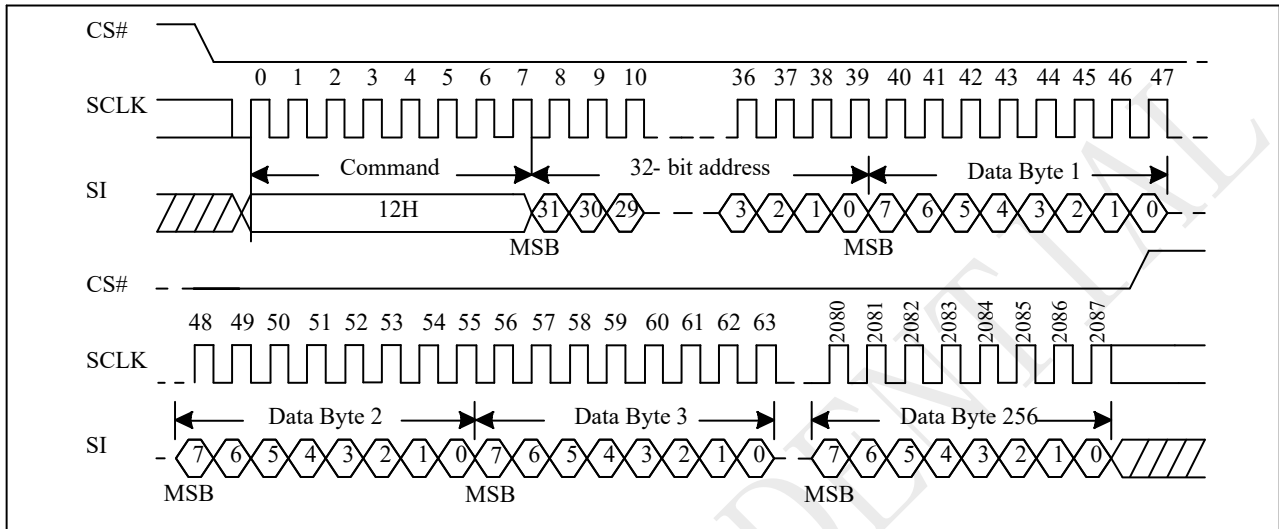 CS#
0 1 2 3 4 5 6 7 8 9 10 36 37 38 39 40 41 42 43 44 45 46 47
SCLK
Command 32- bit address Data Byte 1
SI
12H 31 30 29 3 2 1 0 7 6 5 4 3 2 1 0
MSB MSB
CS#
48 49 50 51 52 53 54 55 56 57 58 59 60 61 62 63 2080 2081 2082 2083 2084 2085 2086 2087
SCLK
Data Byte 2 Data Byte 3 Data Byte 256
SI
7 6 5 4 3 2 1 0 7 6 5 4 3 2 1 0 7 6 5 4 3 2 1 0
MSB MSB MSB
DENTIAL